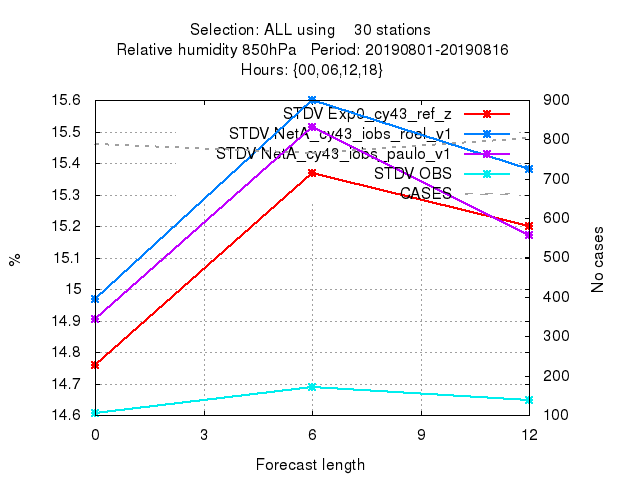 Selection: ALL using 30 stations
Relative humidity 850hPa Period: 20190801-20190816
Hours: {00,06,12,18}
STDV Exp0_cy43_ref_z
STDV NetA_cy43_iobs_roel_v1
STDV NetA_cy43_iobs_paulo_v1
STDV OBS
CASES
15.6
15.5
15.4
15.3
15.2
15.1
15
14.9
14.8
14.7
14.6
%
900
800
700
600
500
400
300
200
100
No cases
0 3 6 9 12
Forecast length